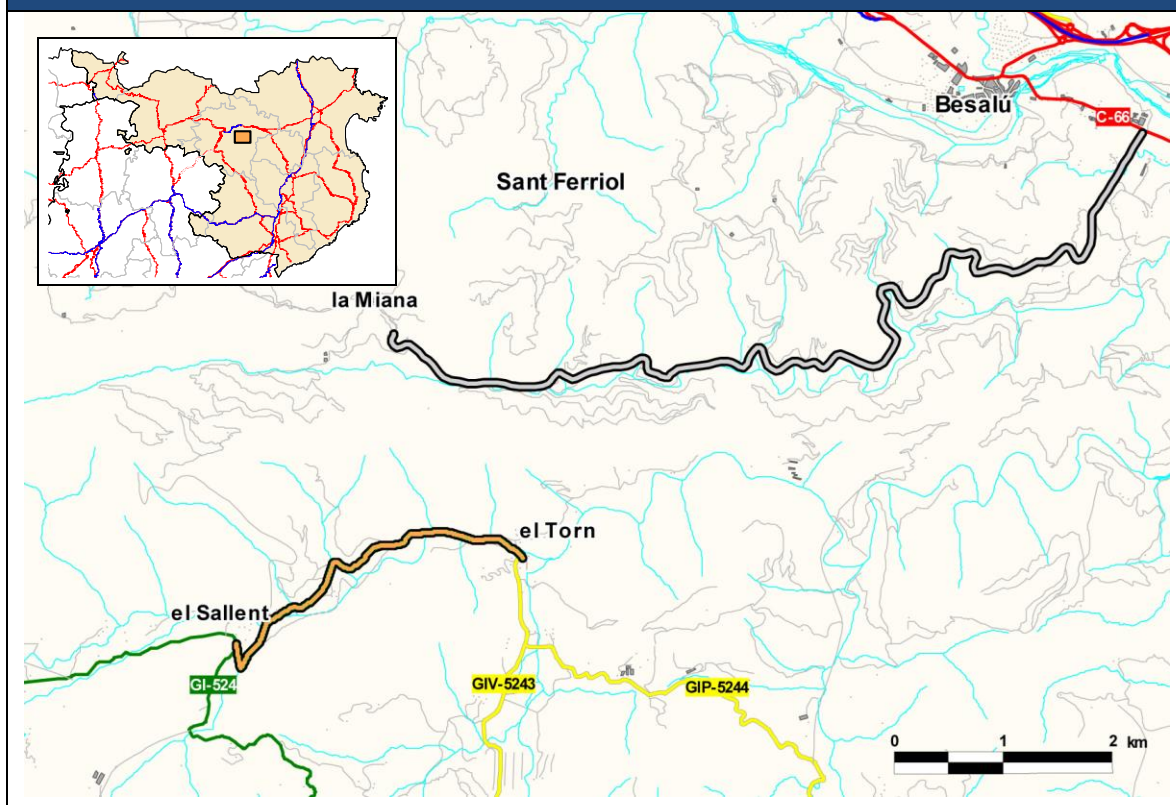 Besalú
C-66
Sant Ferriol
la Miana
el Torn
el Sallent
GI-524
GIV-5243
GIP-5244
0 1 2 km